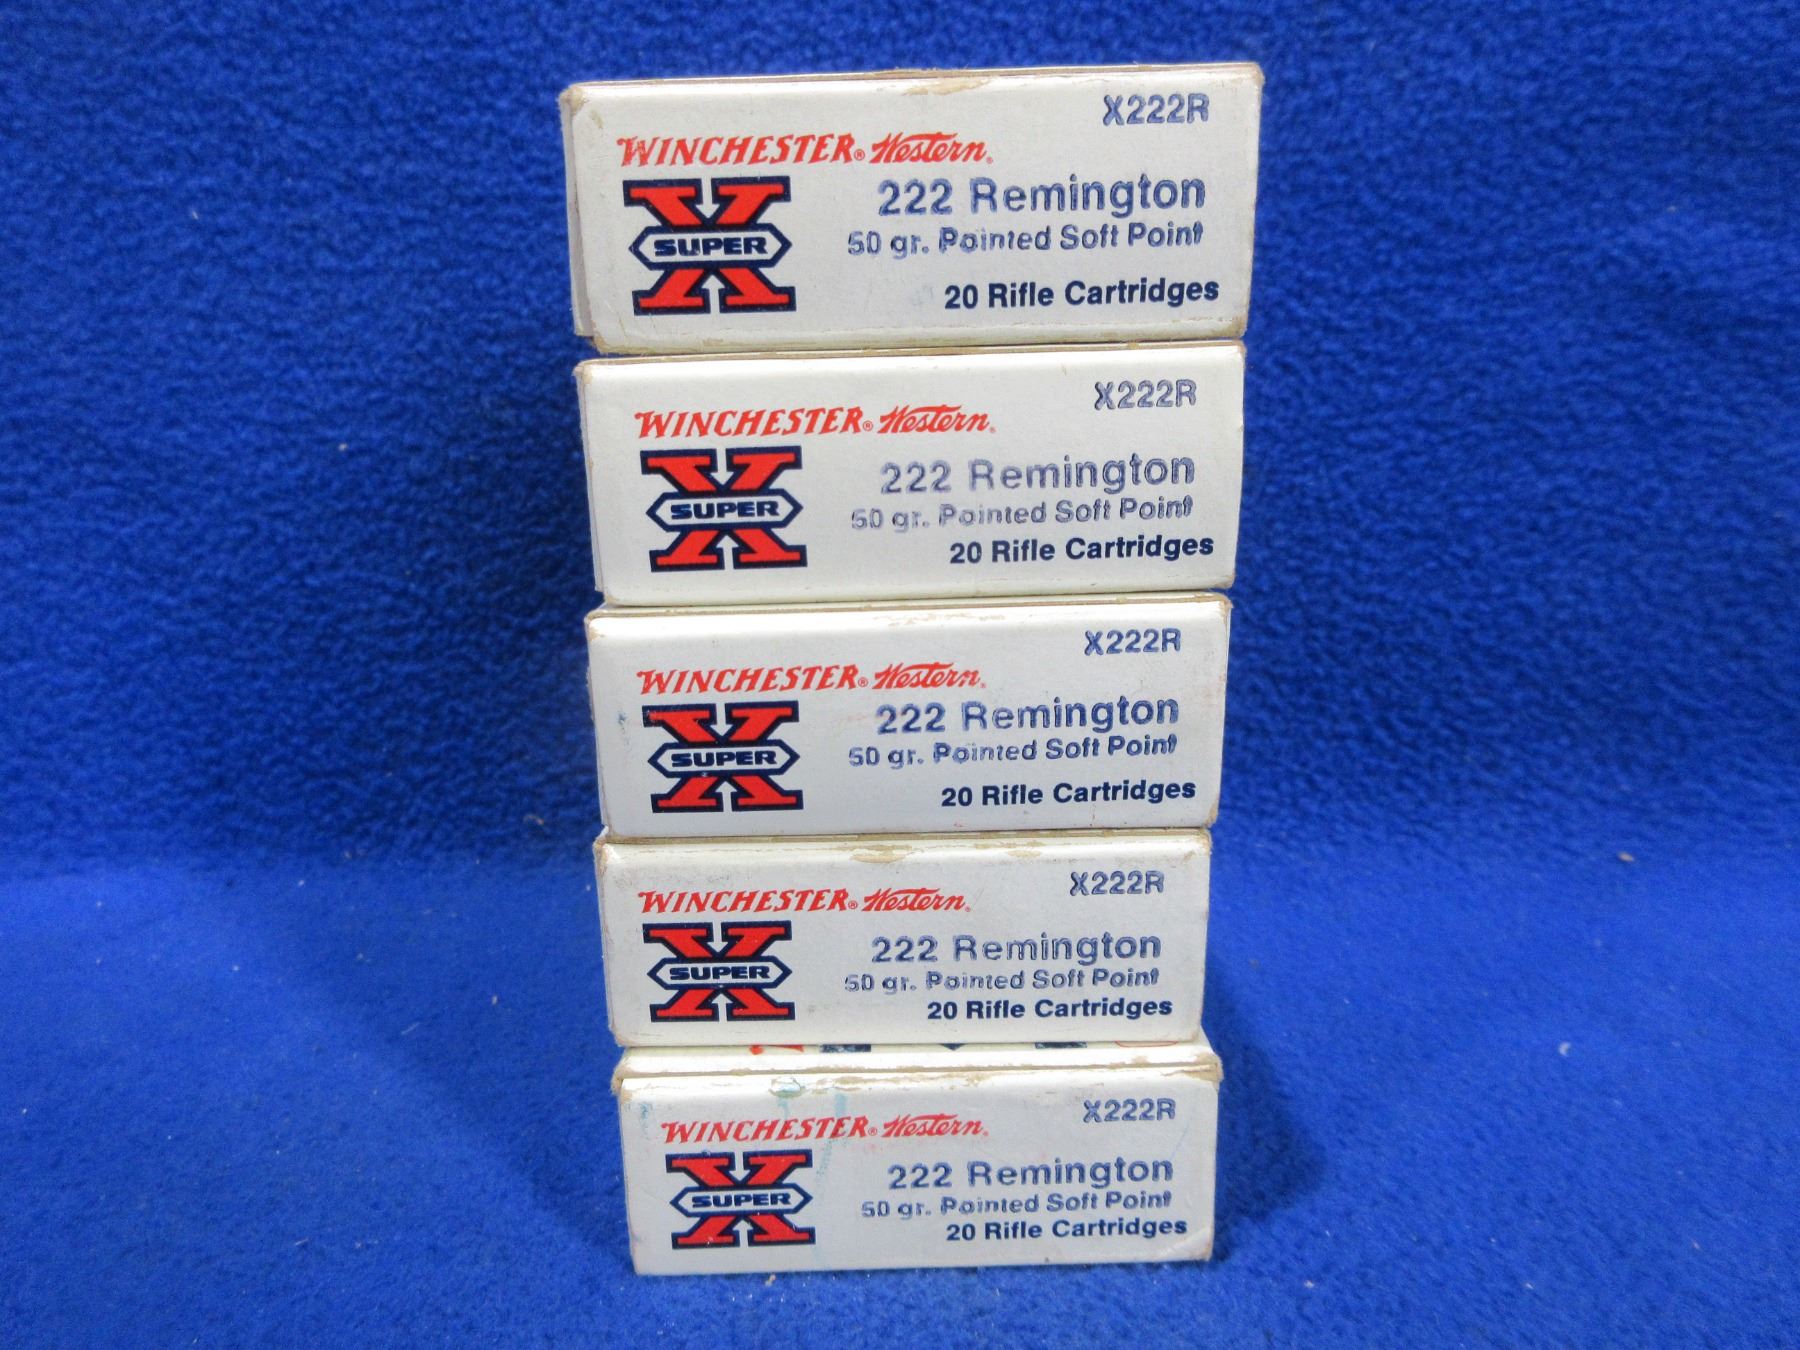 X222R
WINCHESTER® Western®
X SUPER
222 Remington
50 gr. Pointed Soft Point
20 Rifle Cartridges
X222R
WINCHESTER® Western®
X SUPER
222 Remington
50 gr. Pointed Soft Point
20 Rifle Cartridges
X222R
WINCHESTER® Western®
X SUPER
222 Remington
50 gr. Pointed Soft Point
20 Rifle Cartridges
X222R
WINCHESTER® Western®
X SUPER
222 Remington
50 gr. Pointed Soft Point
20 Rifle Cartridges
X222R
WINCHESTER® Western®
X SUPER
222 Remington
50 gr. Pointed Soft Point
20 Rifle Cartridges